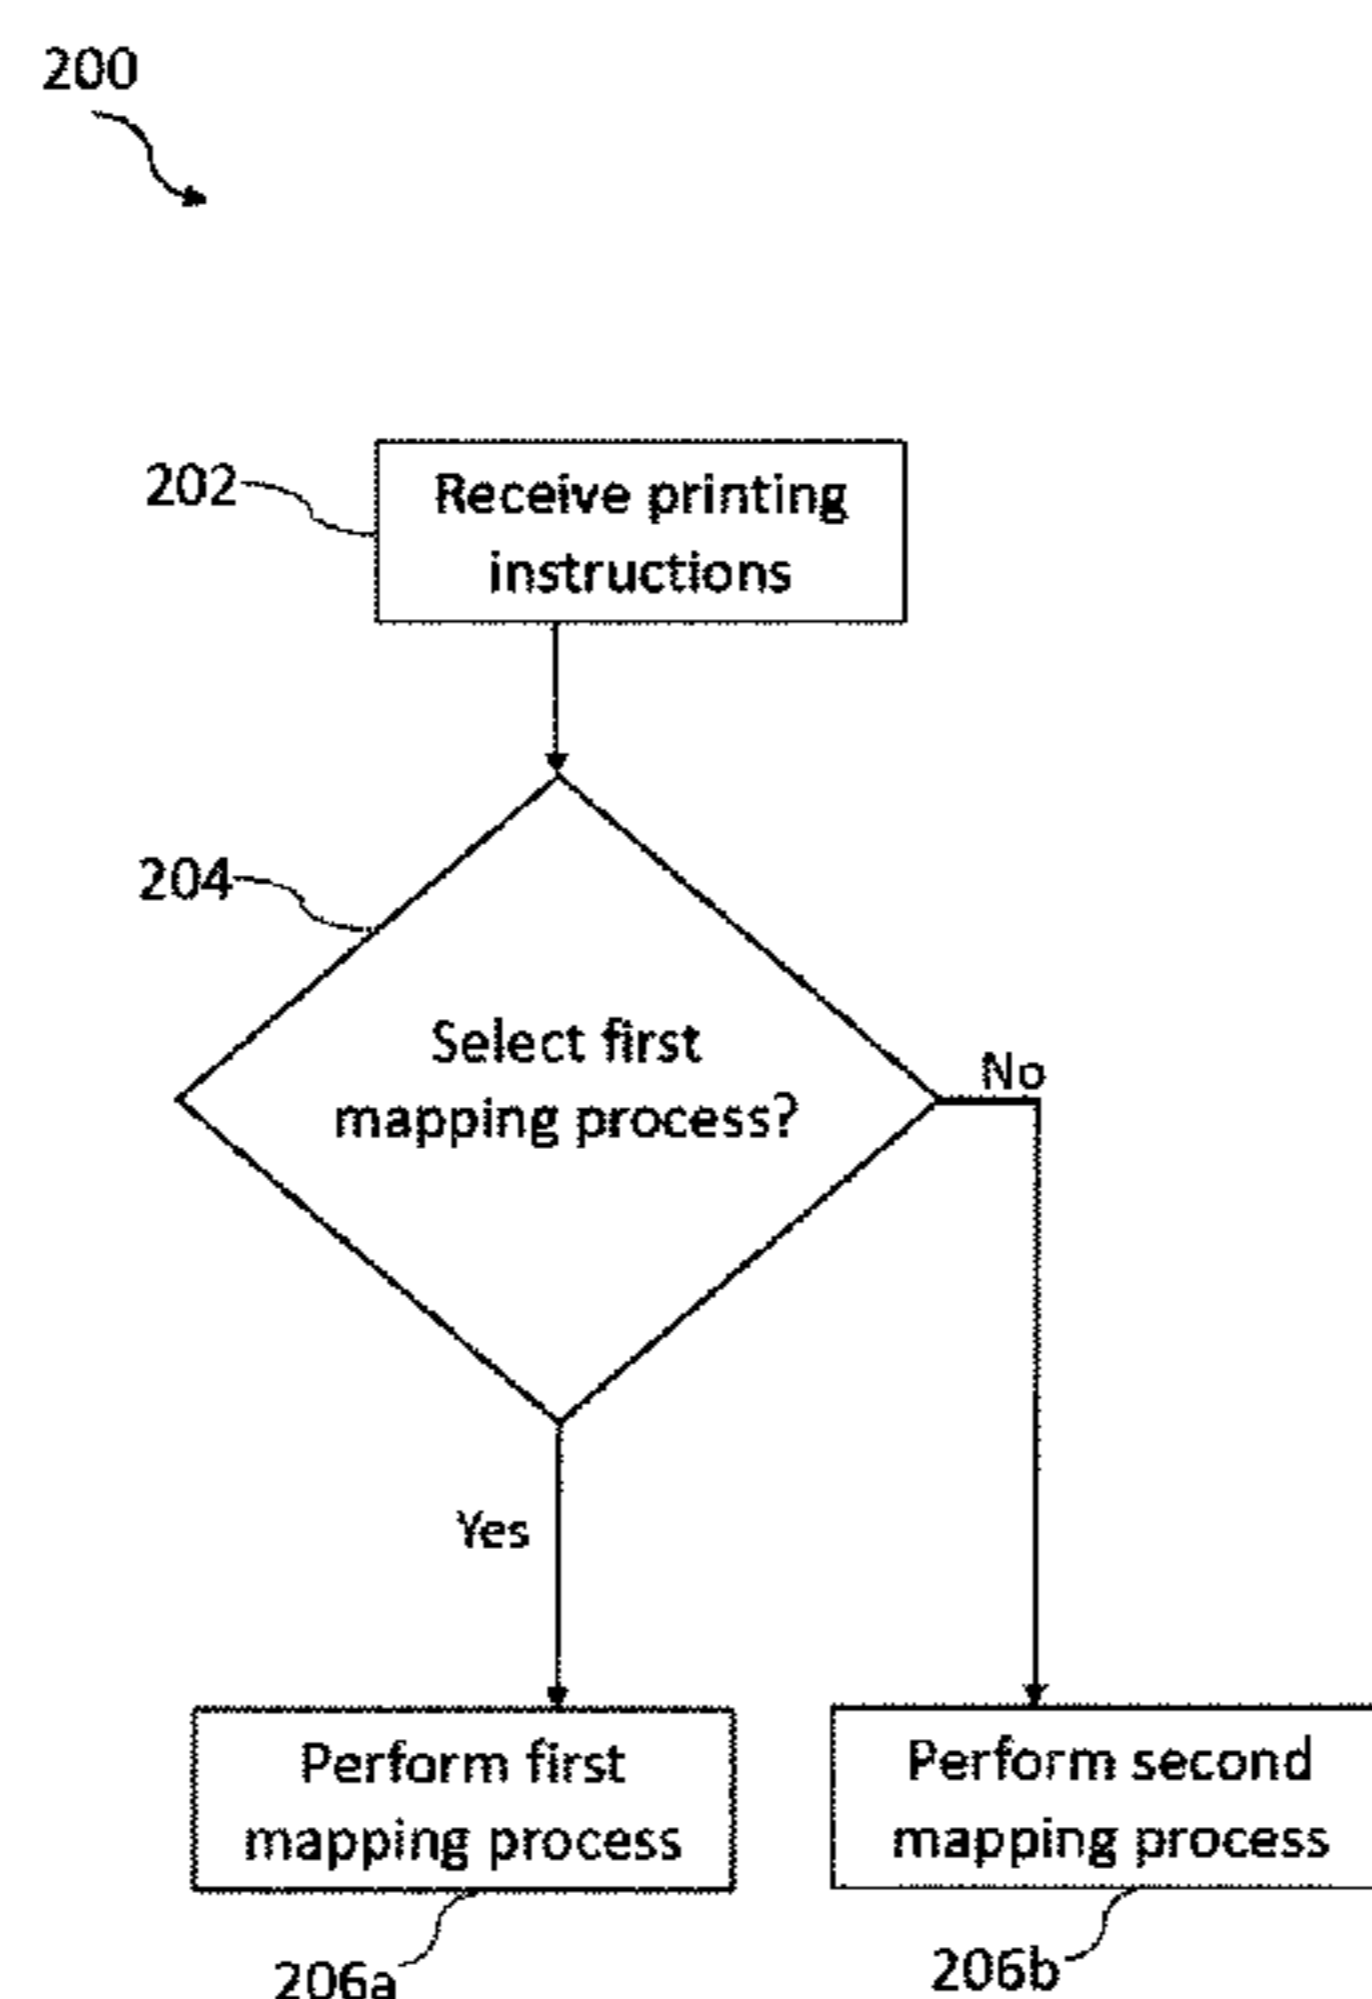 200
202
Receive printing
instructions
204
Select first
mapping process?
No
Yes
Perform first
mapping process
Perform second
mapping process
206a
206b